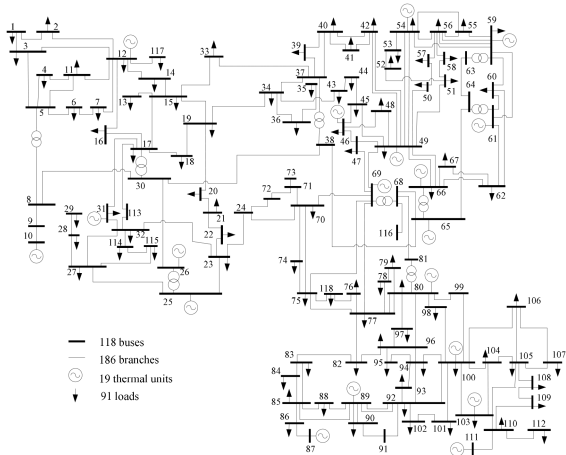 1 2 40 42 54 56 55 59
3 12 117 33 39 41 53 57 58 63
4 11 14 37 44 52 60
5 6 7 13 15 34 35 43 45 50 51 64
16 19 36 46 48 61
17 18 38 47 49 67
8 30 20 73 71 69 68 66 62
9 29 31 113 21 24 72 70 65
10 28 32 22 116
27 114 115 26 23 74 81
25 75 118 76 79 78 80 99
77 98 106
97 96
83 82 95 94 100 104 105 107
84 93 108
85 88 89 92 109
86 90 102 101 103 110 112
87 91 111
118 buses
186 branches
19 thermal units
91 loads